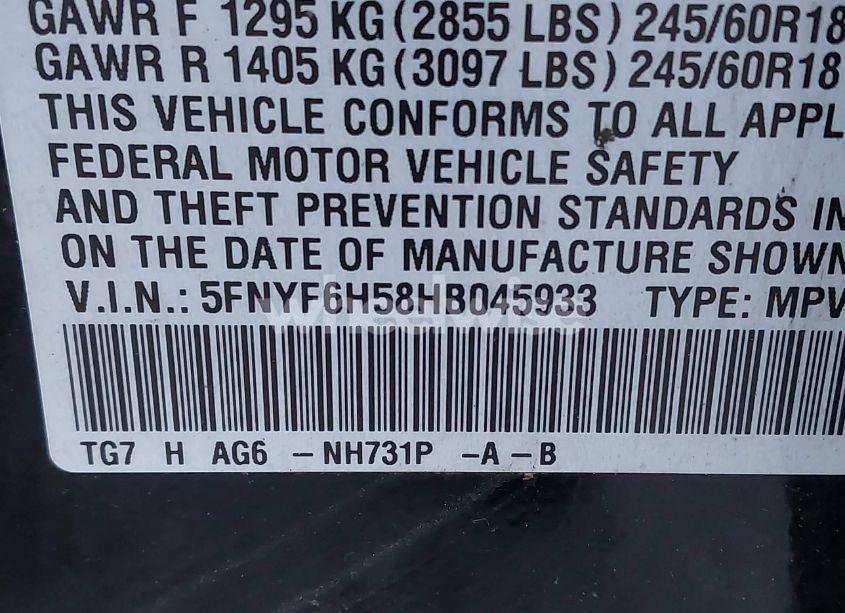 GAWR F 1295 KG (2855 LBS) 245/60R18
GAWR R 1405 KG (3097 LBS) 245/60R18
THIS VEHICLE CONFORMS TO ALL APPL
FEDERAL MOTOR VEHICLE SAFETY
AND THEFT PREVENTION STANDARDS IN
ON THE DATE OF MANUFACTURE SHOWN
V.I.N.: 5FNYF6H58HB045933 TYPE: MPV
wheelwise
TG7 H AG6 – NH731P –A – B